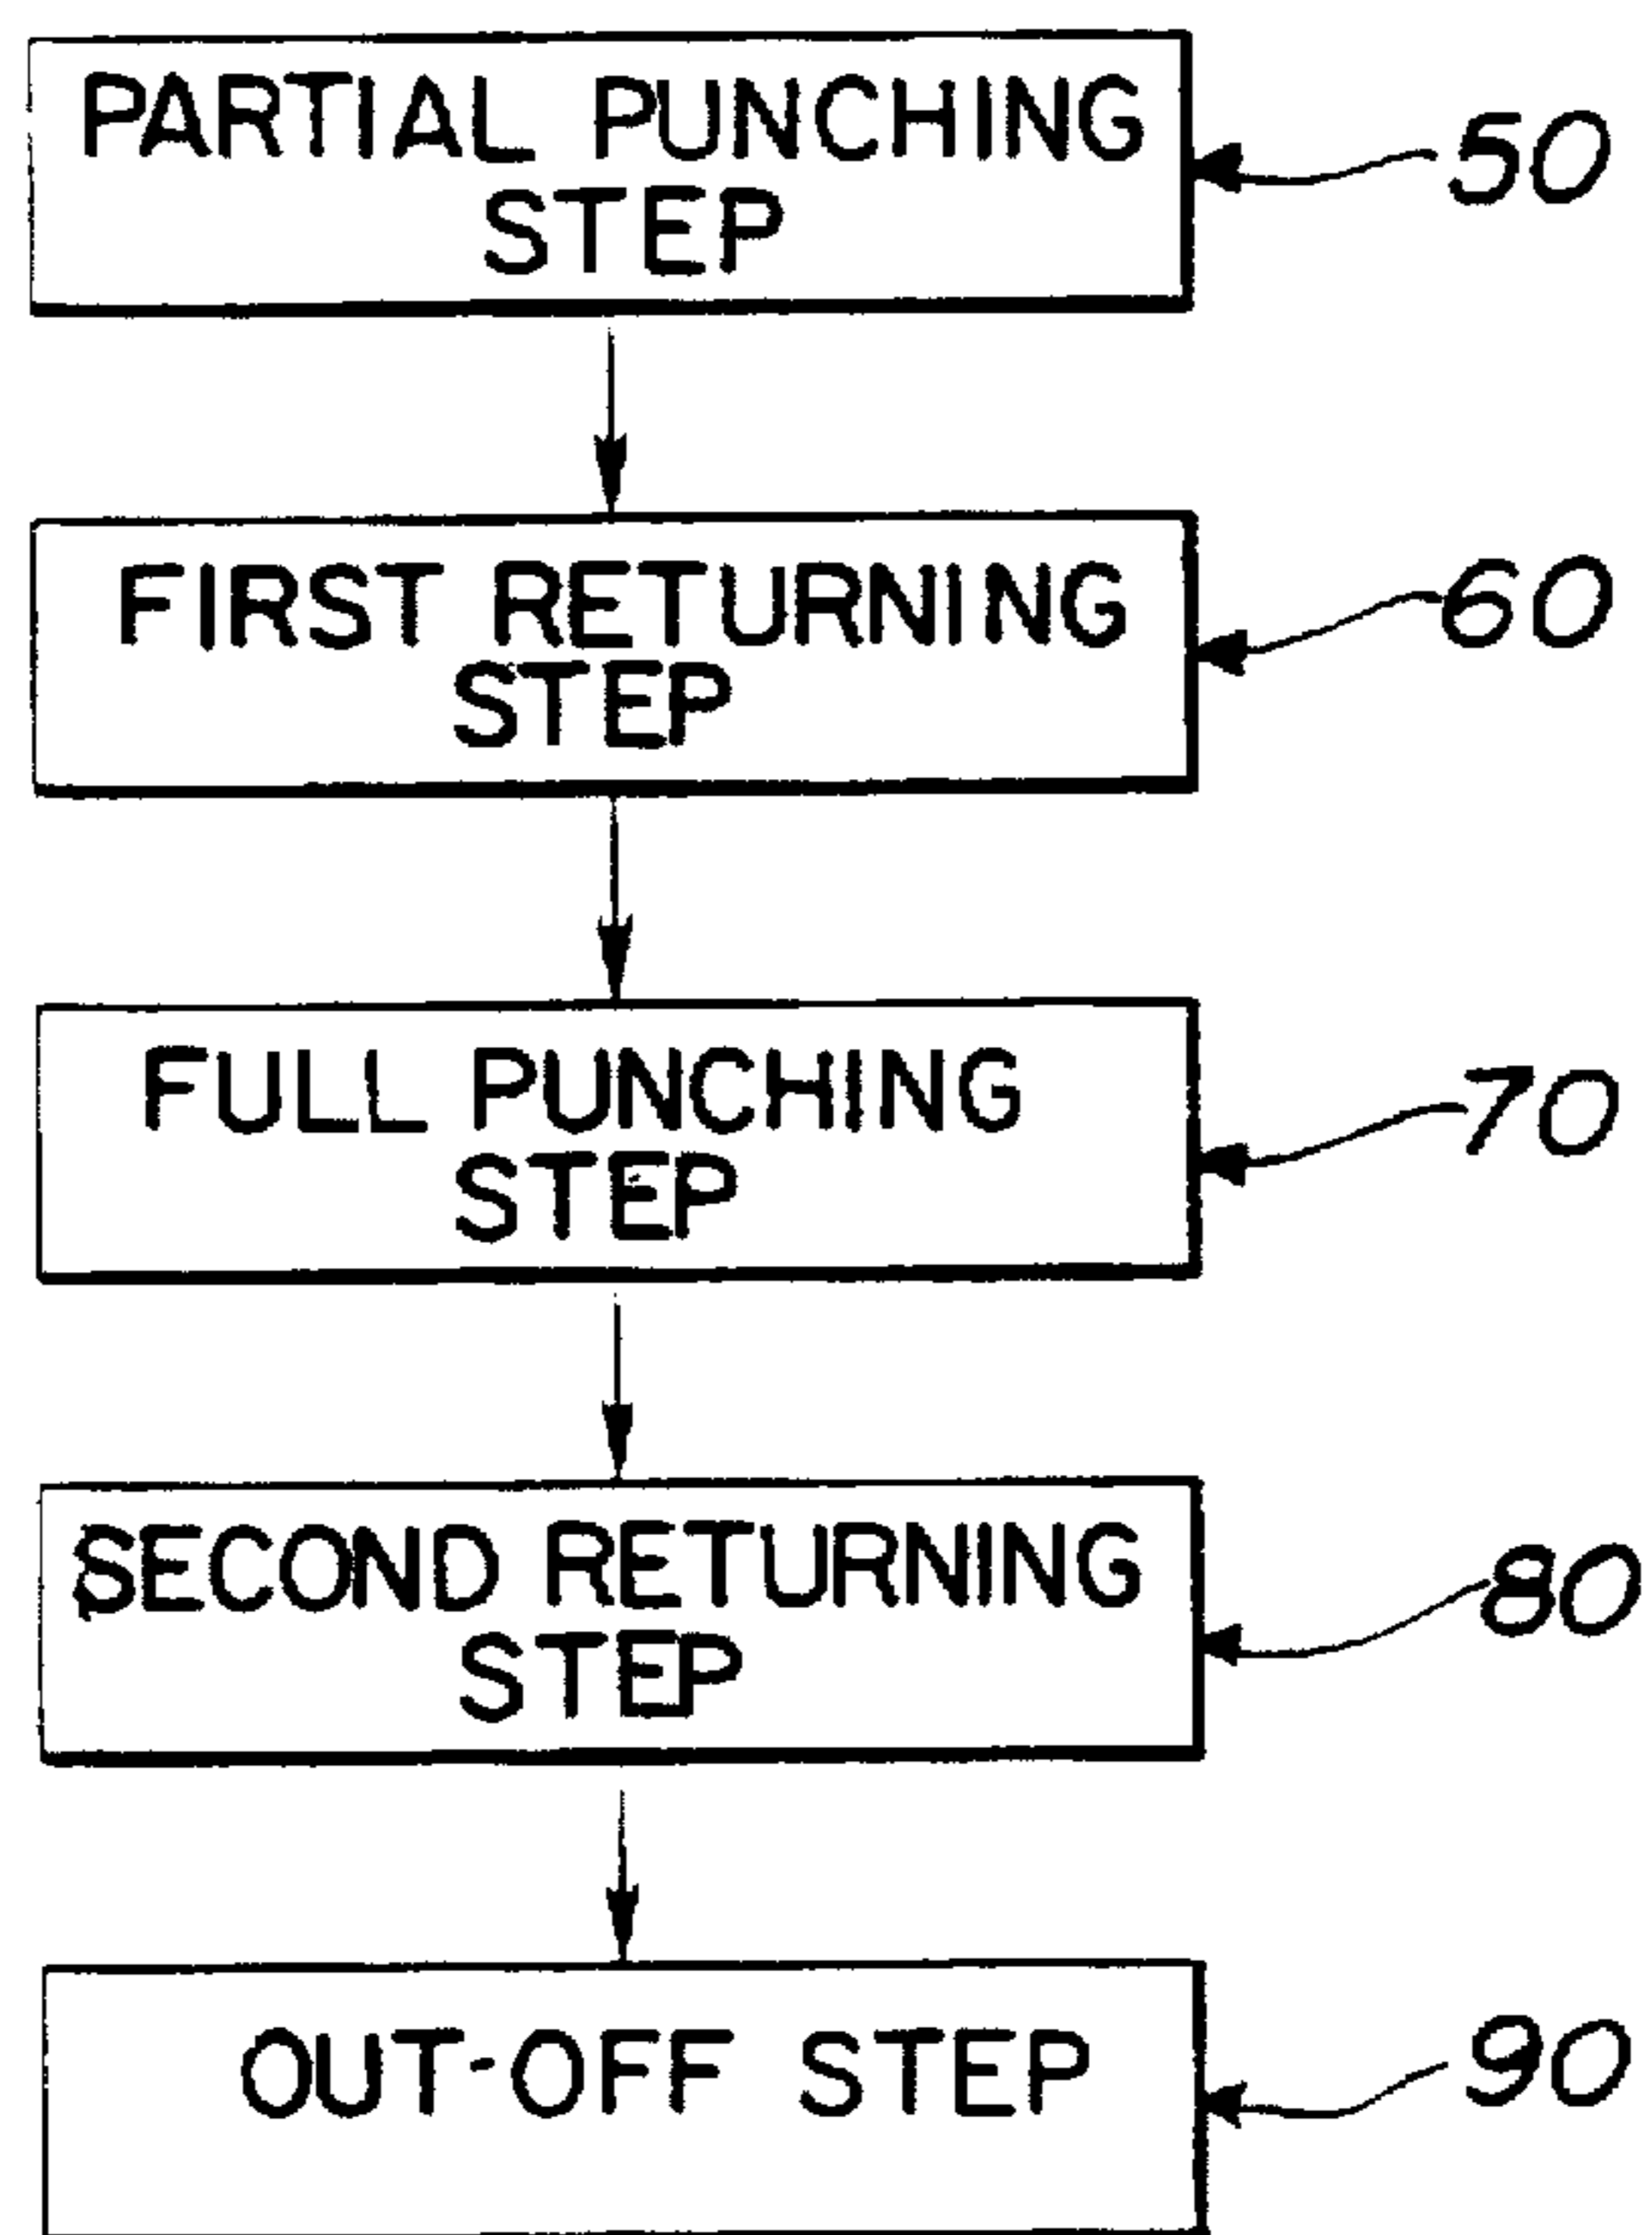 PARTIAL PUNCHING
STEP
50
FIRST RETURNING
STEP
60
FULL PUNCHING
STEP
70
SECOND RETURNING
STEP
80
OUT-OFF STEP
90